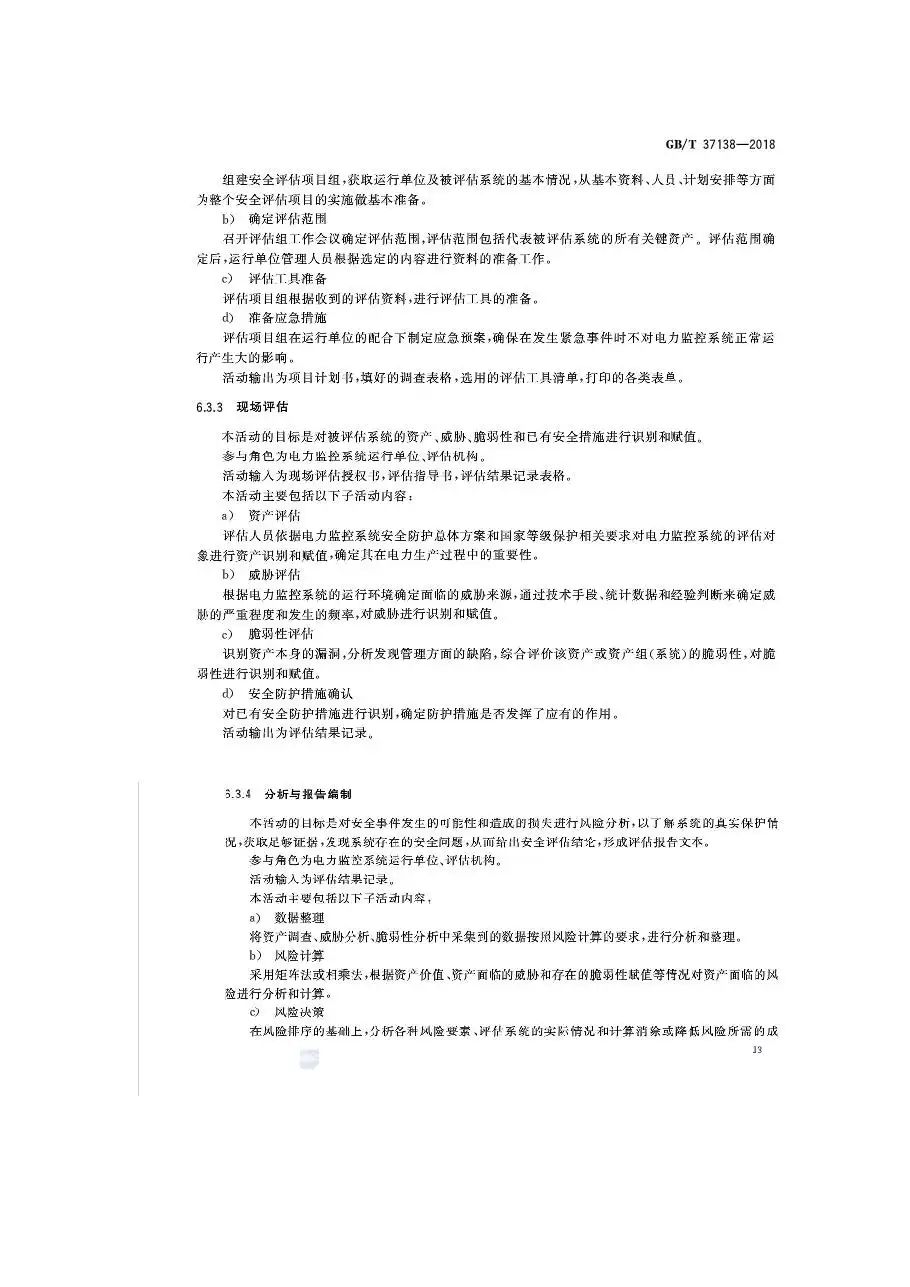 GB/T 37138—2018
组建安全评估项目组,获取运行单位及被评估系统的基本情况,从基本资料、人员、计划安排等方面
为整个安全评估项目的实施做基本准备。
b) 确定评估范围
召开评估组工作会议确定评估范围,评估范围包括代表被评估系统的所有关键资产。评估范围确
定后,运行单位管理人员根据选定的内容进行资料的准备工作。
c) 评估工具准备
评估项目组根据收到的评估资料,进行评估工具的准备。
d) 准备应急措施
评估项目组在运行单位的配合下制定应急预案,确保在发生紧急事件时不对电力监控系统正常运
行产生大的影响。
活动输出为项目计划书,填好的调查表格,选用的评估工具清单,打印的各类表单。
6.3.3 现场评估
本活动的目标是对被评估系统的资产、威胁、脆弱性和已有安全措施进行识别和赋值。
参与角色为电力监控系统运行单位、评估机构。
活动输入为现场评估授权书,评估指导书,评估结果记录表格。
本活动主要包括以下子活动内容:
a) 资产评估
评估人员依据电力监控系统安全防护总体方案和国家等级保护相关要求对电力监控系统的评估对
象进行资产识别和赋值,确定其在电力生产过程中的重要性。
b) 威胁评估
根据电力监控系统的运行环境确定面临的威胁来源,通过技术手段、统计数据和经验判断来确定威
胁的严重程度和发生的频率,对威胁进行识别和赋值。
c) 脆弱性评估
识别资产本身的漏洞,分析发现管理方面的缺陷,综合评价该资产或资产组(系统)的脆弱性,对脆
弱性进行识别和赋值。
d) 安全防护措施确认
对已有安全防护措施进行识别,确定防护措施是否发挥了应有的作用。
活动输出为评估结果记录。
6.3.4 分析与报告编制
本活动的目标是对安全事件发生的可能性和造成的损失进行风险分析,以了解系统的真实保护情
况,获取足够证据,发现系统存在的安全问题,从而给出安全评估结论,形成评估报告文本。
参与角色为电力监控系统运行单位、评估机构。
活动输入为评估结果记录。
本活动主要包括以下子活动内容:
a) 数据整理
将资产调查、威胁分析、脆弱性分析中采集到的数据按照风险计算的要求,进行分析和整理。
b) 风险计算
采用矩阵法或相乘法,根据资产价值、资产面临的威胁和存在的脆弱性赋值等情况对资产面临的风
险进行分析和计算。
c) 风险决策
在风险排序的基础上,分析各种风险要素、评估系统的实际情况和计算消除或降低风险所需的成
13